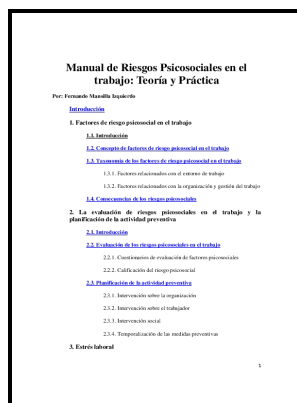 Manual de Riesgos Psicosociales en el
trabajo: Teoría y Práctica
Por: Fernando Mansilla Izquierdo
Introducción
1. Factores de riesgo psicosocial en el trabajo
1.1. Introducción
1.2. Concepto de factores de riesgo psicosocial en el trabajo
1.3. Taxonomía de los factores de riesgo psicosocial en el trabajo
1.3.1. Factores relacionados con el entorno de trabajo
1.3.2. Factores relacionados con la organización y gestión del trabajo
1.4. Consecuencias de los riesgos psicosociales
2. La evaluación de riesgos psicosociales en el trabajo y la
planificación de la actividad preventiva
2.1. Introducción
2.2. Evaluación de los riesgos psicosociales en el trabajo
2.2.1. Cuestionarios de evaluación de factores psicosociales
2.2.2. Calificación del riesgo psicosocial
2.3. Planificación de la actividad preventiva
2.3.1. Intervención sobre la organización
2.3.2. Intervención sobre el trabajador
2.3.3. Intervención social
2.3.4. Temporalización de las medidas preventivas
3. Estrés laboral
1